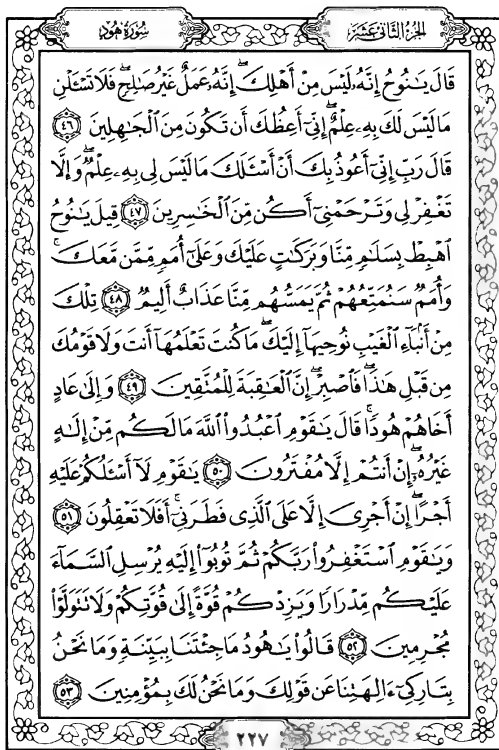 الجزء الثاني عشر
سورة هود
قَالَ يَٰنُوحُ إِنَّهُۥ لَيْسَ مِنْ أَهْلِكَ ۖ إِنَّهُۥ عَمَلٌ غَيْرُ صَٰلِحٍ ۖ فَلَا تَسْـَٔلْنِ
مَا لَيْسَ لَكَ بِهِۦ عِلْمٌ ۖ إِنِّىٓ أَعِظُكَ أَن تَكُونَ مِنَ ٱلْجَٰهِلِينَ ٤٦
قَالَ رَبِّ إِنِّىٓ أَعُوذُ بِكَ أَنْ أَسْـَٔلَكَ مَا لَيْسَ لِى بِهِۦ عِلْمٌ ۖ وَإِلَّا
تَغْفِرْ لِى وَتَرْحَمْنِىٓ أَكُن مِّنَ ٱلْخَٰسِرِينَ ٤٧ قِيلَ يَٰنُوحُ
ٱهْبِطْ بِسَلَٰمٍ مِّنَّا وَبَرَكَٰتٍ عَلَيْكَ وَعَلَىٰٓ أُمَمٍ مِّمَّن مَّعَكَ ۚ
وَأُمَمٌ سَنُمَتِّعُهُمْ ثُمَّ يَمَسُّهُم مِّنَّا عَذَابٌ أَلِيمٌ ٤٨ تِلْكَ
مِنْ أَنۢبَآءِ ٱلْغَيْبِ نُوحِيهَآ إِلَيْكَ ۖ مَا كُنتَ تَعْلَمُهَآ أَنتَ وَلَا قَوْمُكَ
مِن قَبْلِ هَٰذَا ۖ فَٱصْبِرْ ۖ إِنَّ ٱلْعَٰقِبَةَ لِلْمُتَّقِينَ ٤٩ وَإِلَىٰ عَادٍ
أَخَاهُمْ هُودًا ۚ قَالَ يَٰقَوْمِ ٱعْبُدُوا۟ ٱللَّهَ مَا لَكُم مِّنْ إِلَٰهٍ
غَيْرُهُۥٓ ۖ إِنْ أَنتُمْ إِلَّا مُفْتَرُونَ ٥٠ يَٰقَوْمِ لَآ أَسْـَٔلُكُمْ عَلَيْهِ
أَجْرًا ۖ إِنْ أَجْرِىَ إِلَّا عَلَى ٱلَّذِى فَطَرَنِىٓ ۚ أَفَلَا تَعْقِلُونَ ٥١
وَيَٰقَوْمِ ٱسْتَغْفِرُوا۟ رَبَّكُمْ ثُمَّ تُوبُوٓا۟ إِلَيْهِ يُرْسِلِ ٱلسَّمَآءَ
عَلَيْكُم مِّدْرَارًا وَيَزِدْكُمْ قُوَّةً إِلَىٰ قُوَّتِكُمْ وَلَا تَتَوَلَّوْا۟
مُجْرِمِينَ ٥٢ قَالُوا۟ يَٰهُودُ مَا جِئْتَنَا بِبَيِّنَةٍ وَمَا نَحْنُ
بِتَارِكِىٓ ءَالِهَتِنَا عَن قَوْلِكَ وَمَا نَحْنُ لَكَ بِمُؤْمِنِينَ ٥٣
٢٢٧